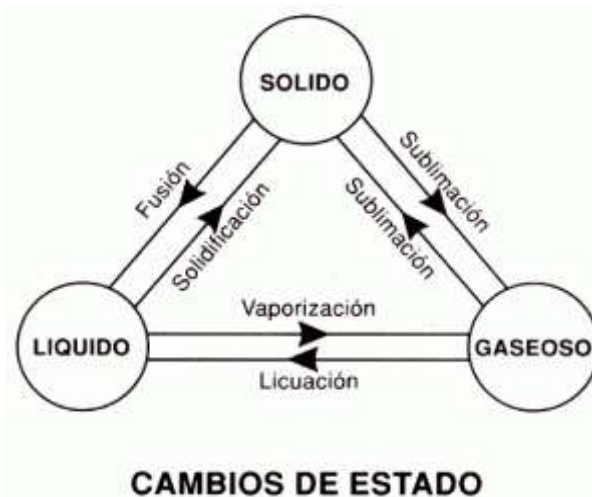 SOLIDO
Fusión
Solidificación
Sublimación
Sublimación
Vaporización
LIQUIDO
GASEOSO
Licuación
CAMBIOS DE ESTADO